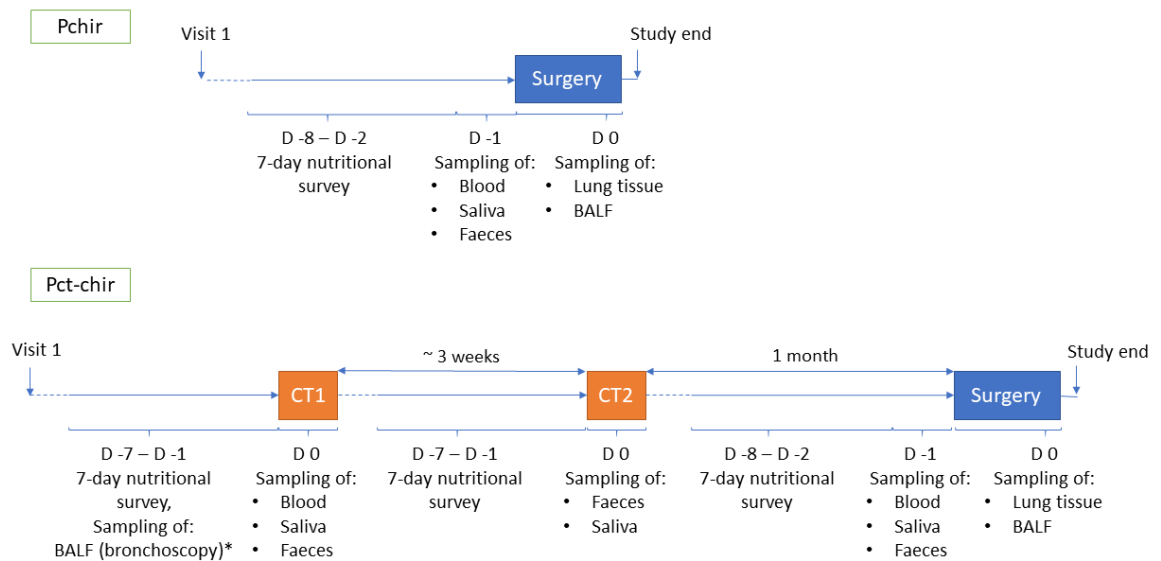 Pchir
Visit 1
Study end
Surgery
D -8 – D -2
7-day nutritional
survey
D -1
Sampling of:
• Blood
• Saliva
• Faeces
D 0
Sampling of:
• Lung tissue
• BALF
Pct-chir
Visit 1
~ 3 weeks
1 month
Study end
CT1
CT2
Surgery
D -7 – D -1
7-day nutritional
survey,
Sampling of:
BALF (bronchoscopy)*
D 0
Sampling of:
• Blood
• Saliva
• Faeces
D -7 – D -1
7-day nutritional
survey
D 0
Sampling of:
• Faeces
• Saliva
D -8 – D -2
7-day nutritional
survey
D -1
Sampling of:
• Blood
• Saliva
• Faeces
D 0
Sampling of:
• Lung tissue
• BALF